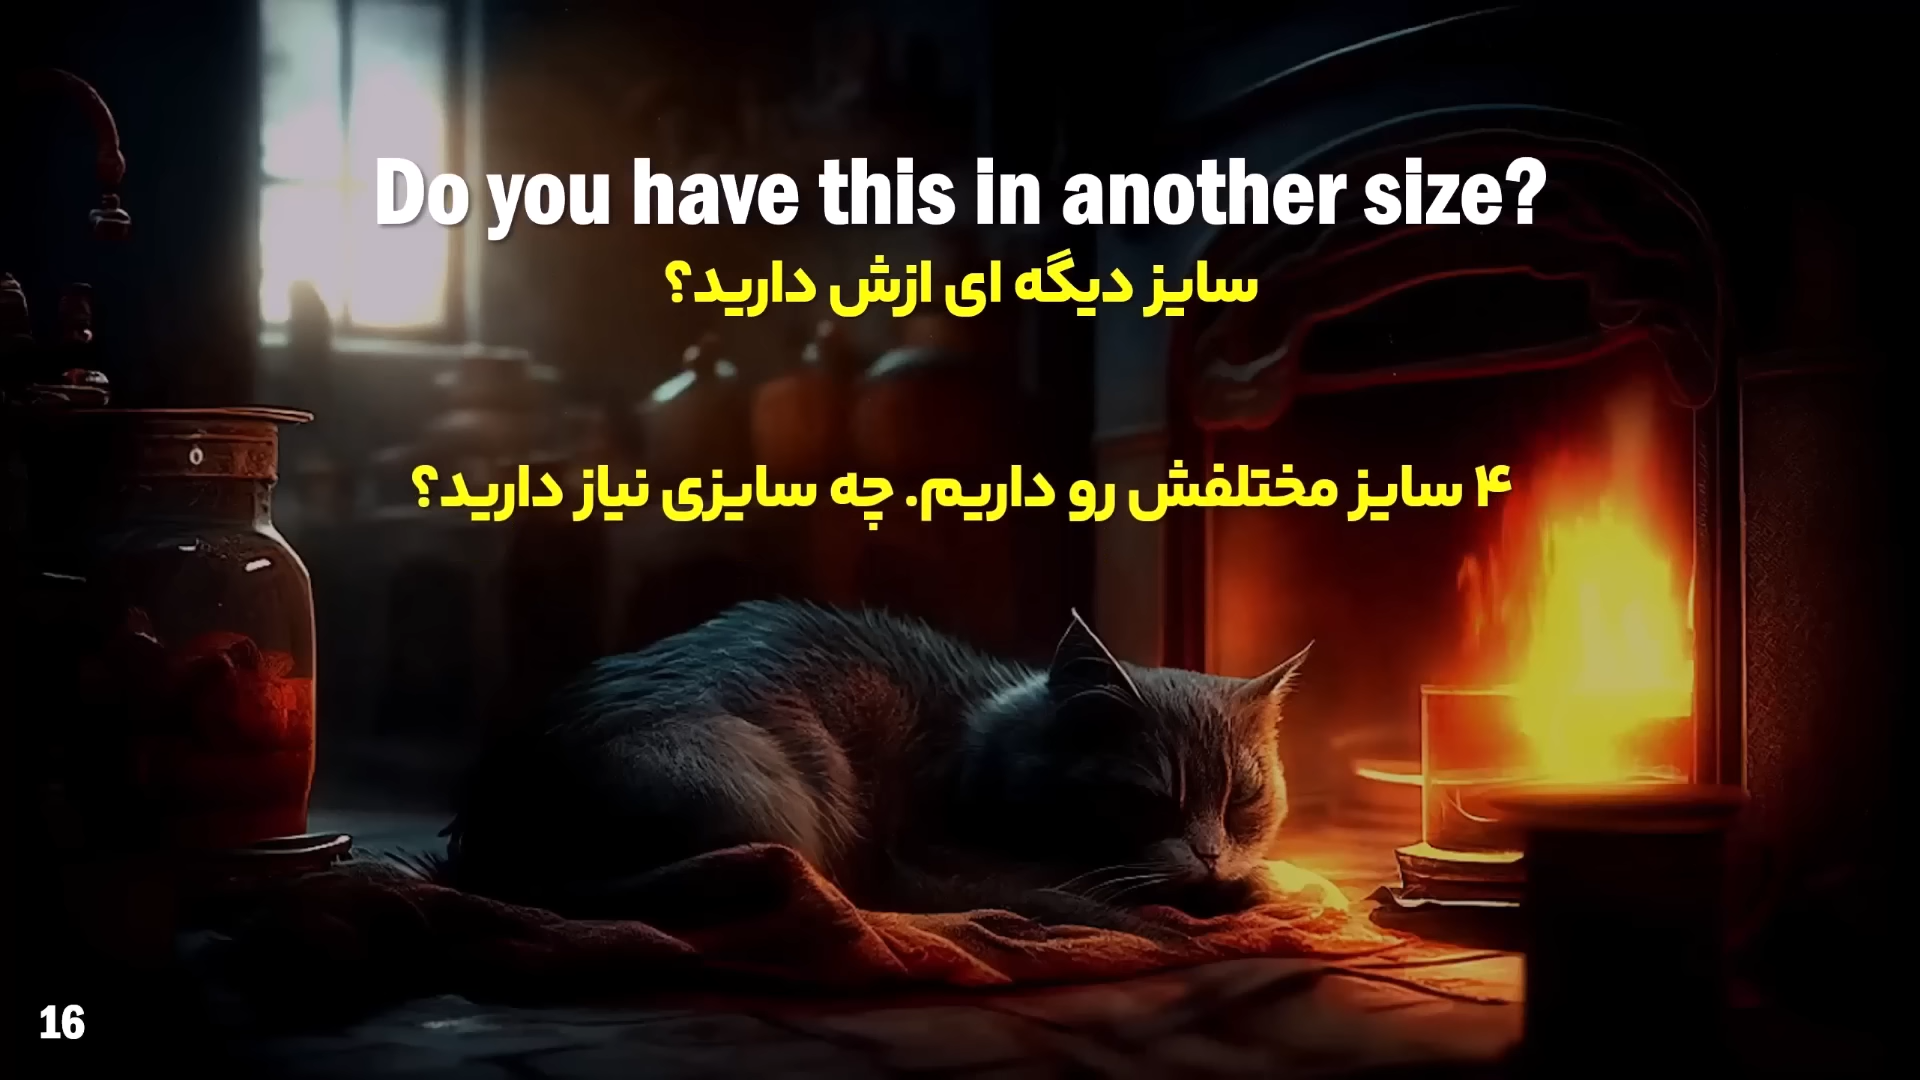 Do you have this in another size?
سایز دیگه ای ازش دارید؟
۴ سایز مختلفش رو داریم. چه سایزی نیاز دارید؟
16